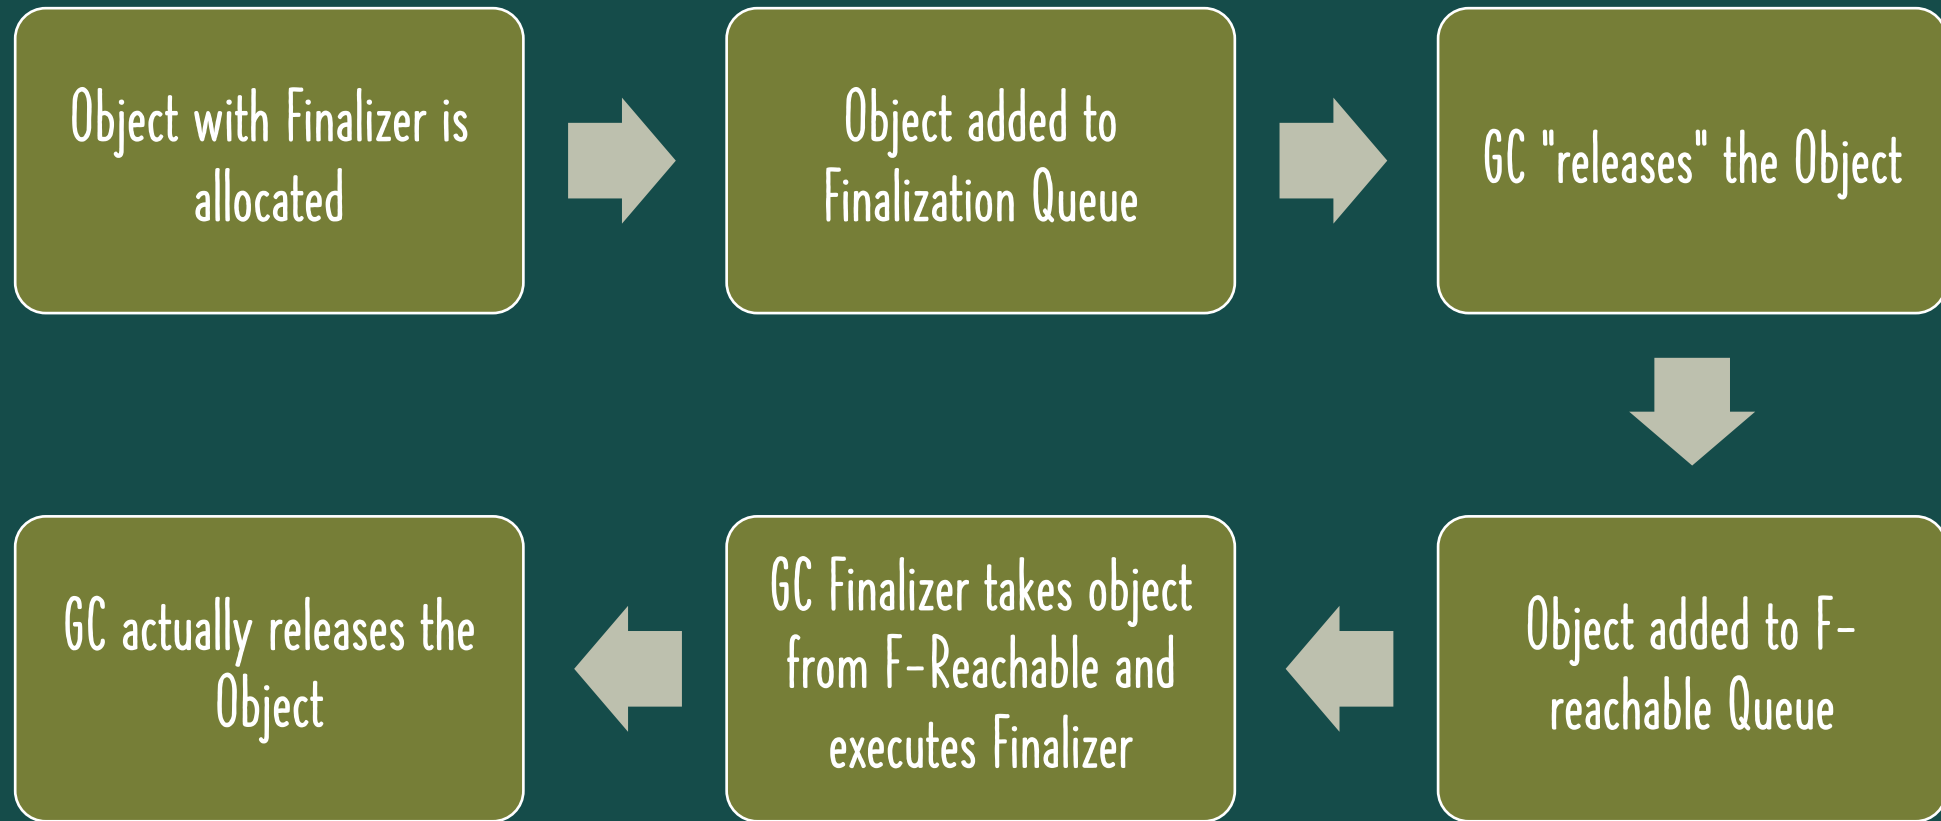 Object with Finalizer is
allocated
Object added to
Finalization Queue
GC "releases" the Object
Object added to F-
reachable Queue
GC Finalizer takes object
from F-Reachable and
executes Finalizer
GC actually releases the
Object